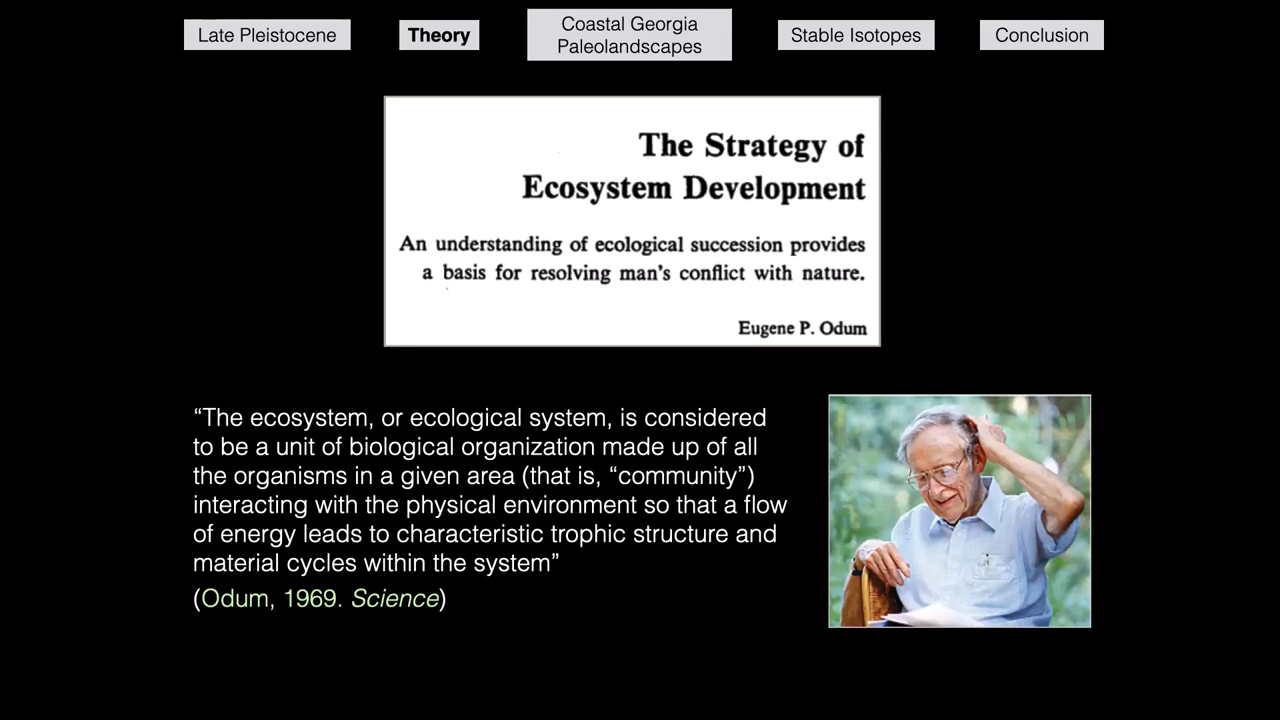 Late Pleistocene
Theory
Coastal Georgia
Paleolandscapes
Stable Isotopes
Conclusion
The Strategy of
Ecosystem Development
An understanding of ecological succession provides
a basis for resolving man's conflict with nature.
Eugene P. Odum
“The ecosystem, or ecological system, is considered
to be a unit of biological organization made up of all
the organisms in a given area (that is, “community”)
interacting with the physical environment so that a flow
of energy leads to characteristic trophic structure and
material cycles within the system”
(Odum, 1969. Science)